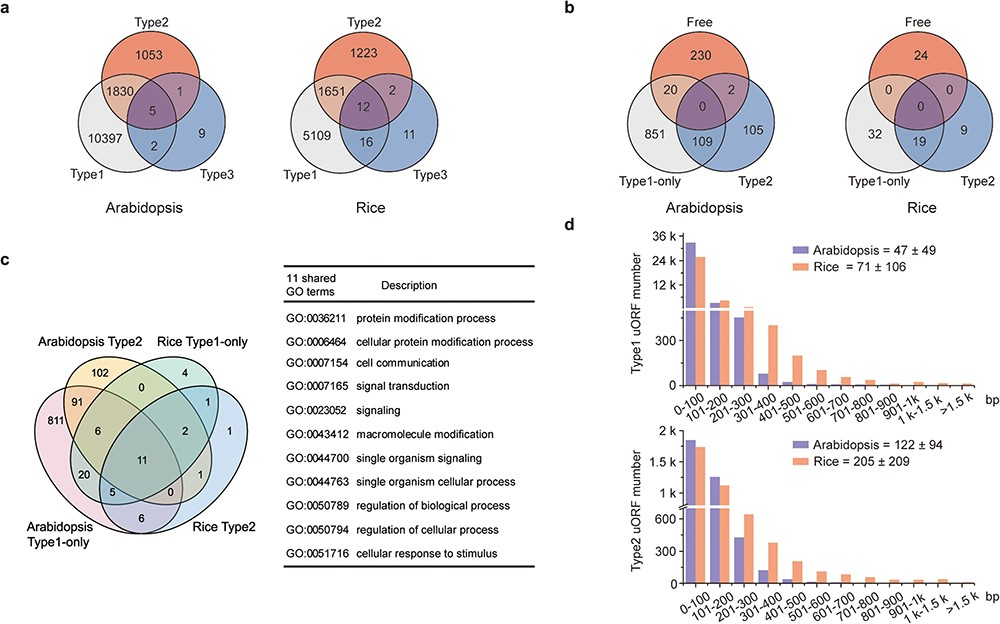 a
Type2
1053
1830
1
5
10397
2
9
Type1
Type3
Arabidopsis
Type2
1223
1651
2
12
5109
16
11
Type1
Type3
Rice
b
Free
230
20
2
0
851
109
105
Type1-only
Type2
Arabidopsis
Free
24
0
0
0
32
19
9
Type1-only
Type2
Rice
c
Arabidopsis Type2
Rice Type1-only
102
0
4
91
1
811
6
2
1
11
20
1
5
0
6
Arabidopsis
Type1-only
Rice Type2
11 shared
GO terms
Description
GO:0036211 protein modification process
GO:0006464 cellular protein modification process
GO:0007154 cell communication
GO:0007165 signal transduction
GO:0023052 signaling
GO:0043412 macromolecule modification
GO:0044700 single organism signaling
GO:0044763 single organism cellular process
GO:0050789 regulation of biological process
GO:0050794 regulation of cellular process
GO:0051716 cellular response to stimulus
d
Type1 uORF mumber
36 k
24 k
12 k
300
0
Arabidopsis = 47 ± 49
Rice = 71 ± 106
0-100
101-200
201-300
301-400
401-500
501-600
601-700
701-800
801-900
901-1k
1 k-1.5 k
>1.5 k
bp
Type2 uORF mumber
2 k
1.5 k
1 k
600
300
0
Arabidopsis = 122 ± 94
Rice = 205 ± 209
0-100
101-200
201-300
301-400
401-500
501-600
601-700
701-800
801-900
901-1k
1 k-1.5 k
>1.5 k
bp